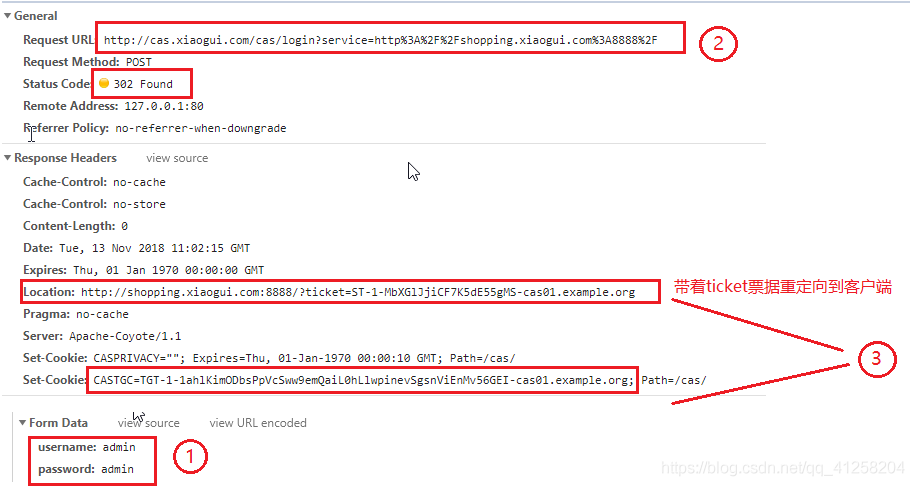 General
Request URL: http://cas.xiaogui.com/cas/login?service=http%3A%2F%2Fshopping.xiaogui.com%3A8888%2F
②
Request Method: POST
Status Code: 302 Found
Remote Address: 127.0.0.1:80
Referrer Policy: no-referrer-when-downgrade
Response Headers view source
Cache-Control: no-cache
Cache-Control: no-store
Content-Length: 0
Date: Tue, 13 Nov 2018 11:02:15 GMT
Expires: Thu, 01 Jan 1970 00:00:00 GMT
Location: http://shopping.xiaogui.com:8888/?ticket=ST-1-MbXGlJjiCF7K5dE55gMS-cas01.example.org
带着ticket票据重定向到客户端
Pragma: no-cache
Server: Apache-Coyote/1.1
Set-Cookie: CASPRIVACY=""; Expires=Thu, 01-Jan-1970 00:00:10 GMT; Path=/cas/
③
Set-Cookie: CASTGC=TGT-1-1ahlKimODbsPpVcSww9emQaiL0hLlwpinevSgsnViEnMv56GEI-cas01.example.org; Path=/cas/
Form Data view source view URL encoded
username: admin
password: admin
①
https://blog.csdn.net/qq_41258204